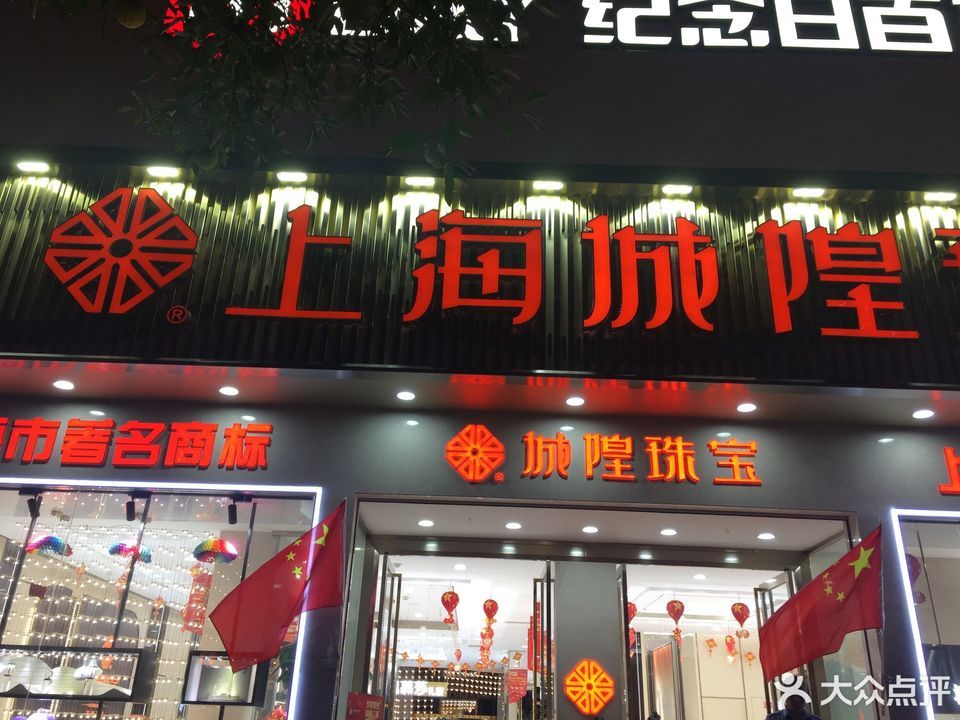 纪念日
®上海城隍
市著名商标
®城隍珠宝
上
大众点评